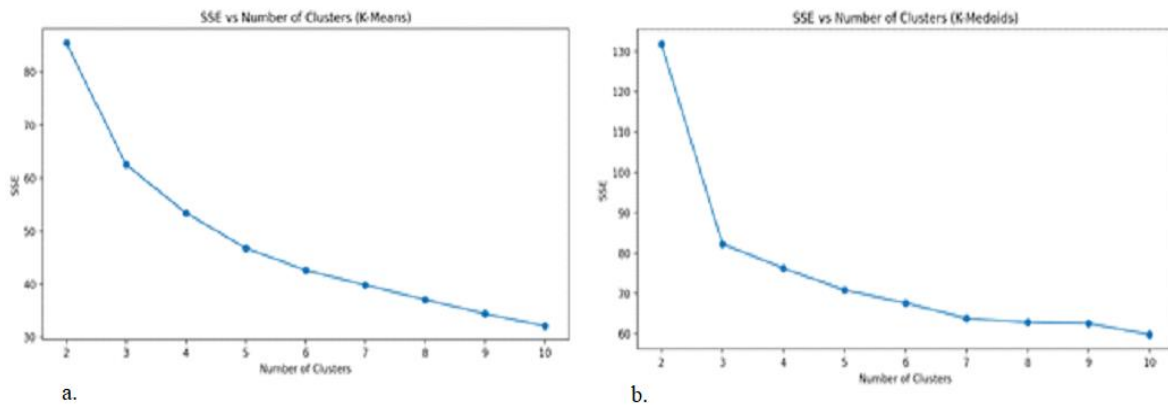 SSE vs Number of Clusters (K-Means)
SSE
80
70
60
50
40
30
2 3 4 5 6 7 8 9 10
Number of Clusters
a.
SSE vs Number of Clusters (K-Medoids)
SSE
130
120
110
100
90
80
70
60
2 3 4 5 6 7 8 9 10
Number of Clusters
b.